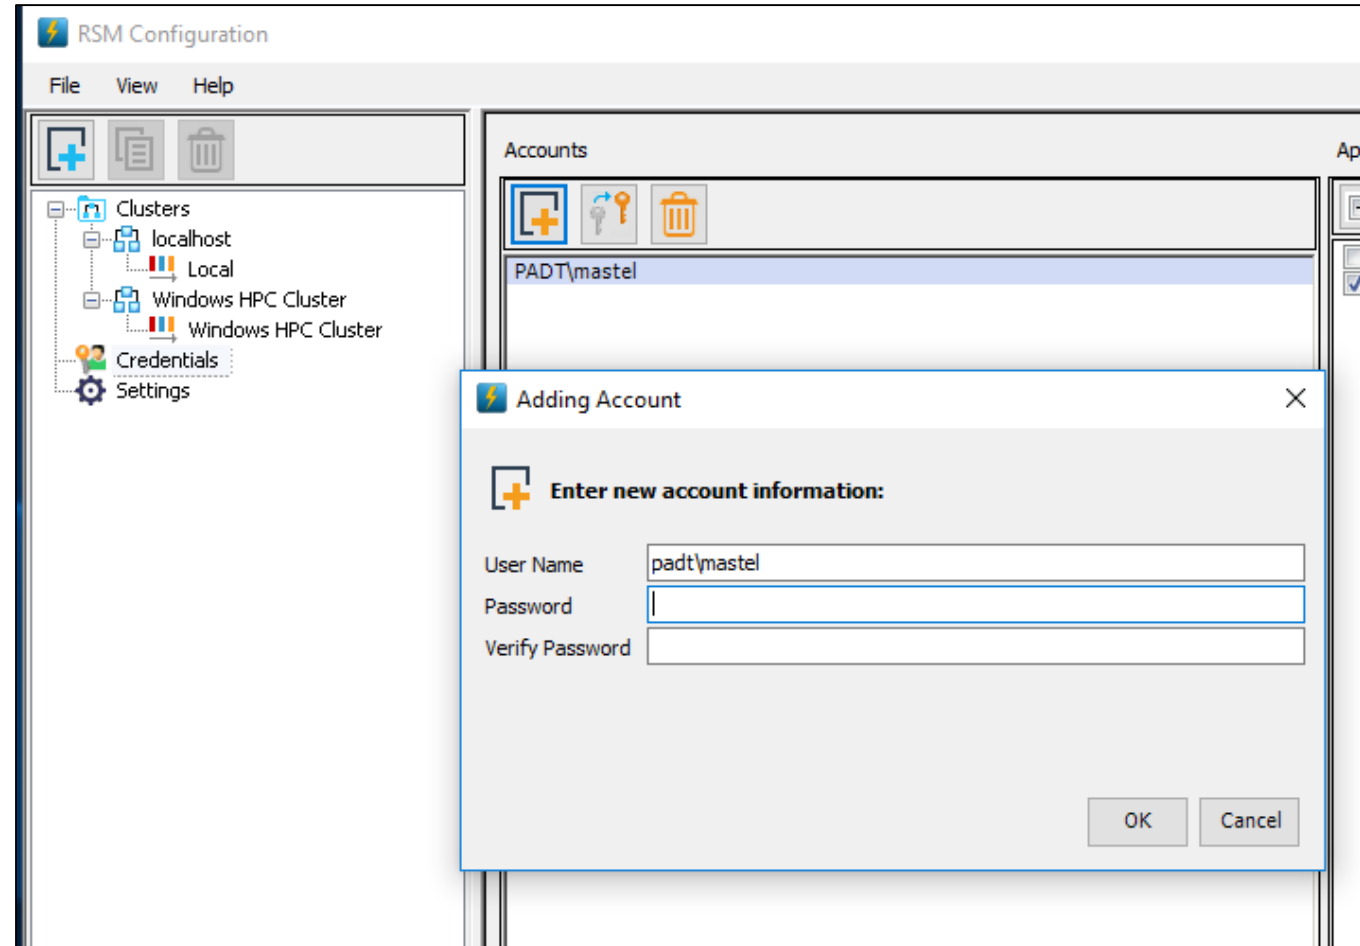 RSM Configuration
File View Help
Accounts
Ap
Clusters
localhost
Local
Windows HPC Cluster
Windows HPC Cluster
Credentials
Settings
PADT\mastel
Adding Account
Enter new account information:
User Name padt\mastel
Password
Verify Password
OK Cancel